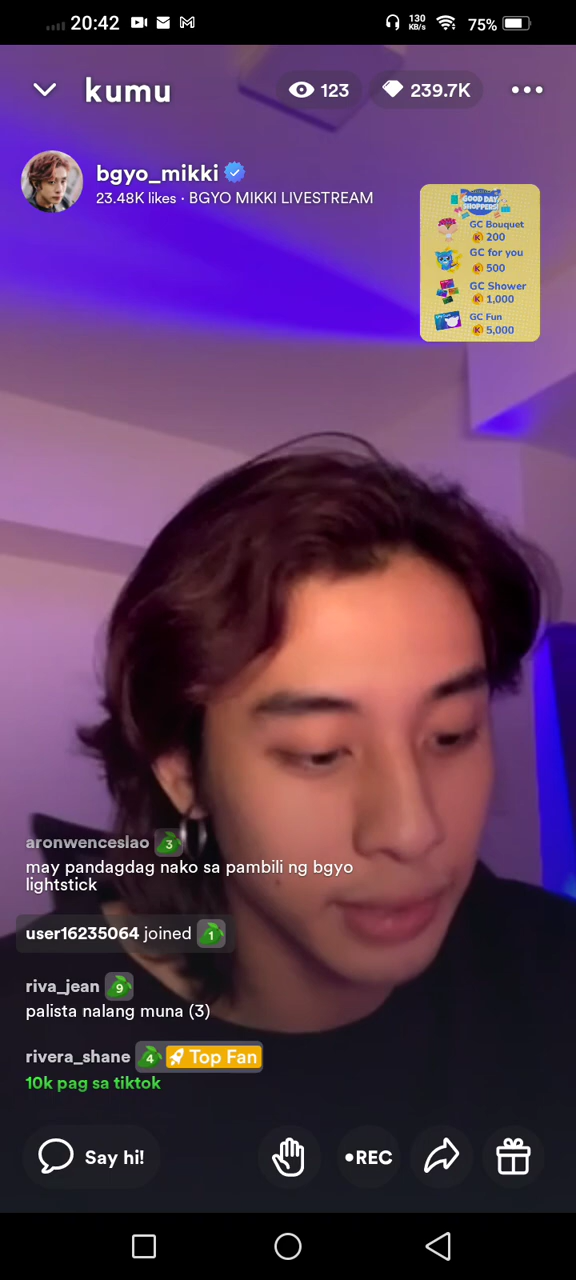 20:42
130
KB/s
75%
kumu
123
239.7K
bgyo_mikki
23.48K likes · BGYO MIKKI LIVESTREAM
GOOD DAY
SHOPPERS
GC Bouquet
K 200
GC for you
K 500
GC Shower
K 1,000
GC Fun
K 5,000
aronwenceslao 3
may pandagdag nako sa pambili ng bgyo
lightstick
user16235064 joined 1
riva_jean 9
palista nalang muna (3)
rivera_shane 4 Top Fan
10k pag sa tiktok
Say hi!
•REC